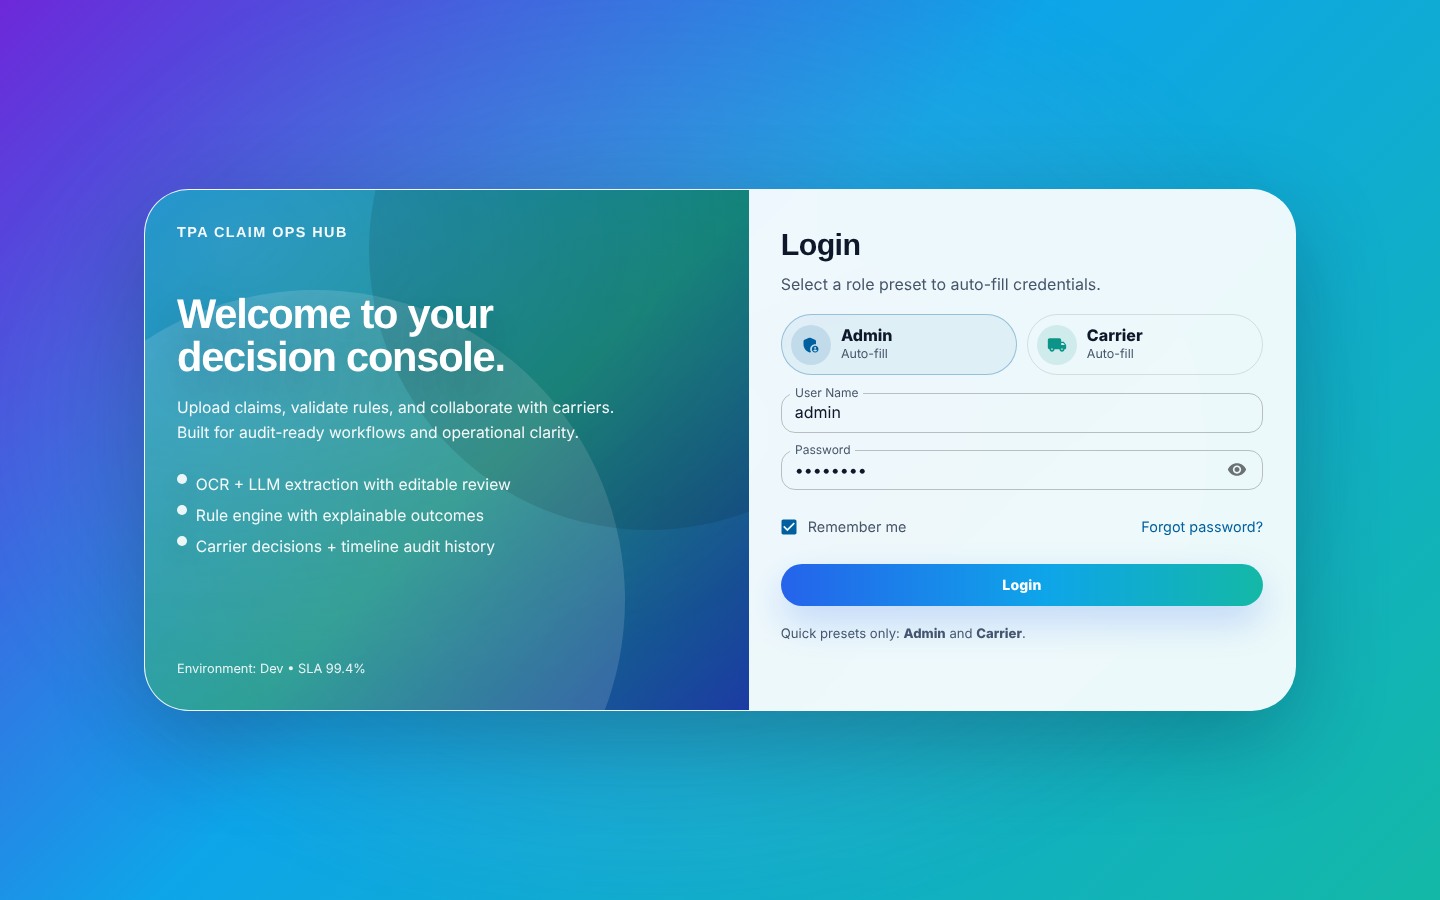 TPA CLAIM OPS HUB
Welcome to your
decision console.
Upload claims, validate rules, and collaborate with carriers.
Built for audit-ready workflows and operational clarity.
OCR + LLM extraction with editable review
Rule engine with explainable outcomes
Carrier decisions + timeline audit history
Environment: Dev • SLA 99.4%
Login
Select a role preset to auto-fill credentials.
Admin
Auto-fill
Carrier
Auto-fill
User Name
admin
Password
••••••••
Remember me
Forgot password?
Login
Quick presets only: Admin and Carrier.